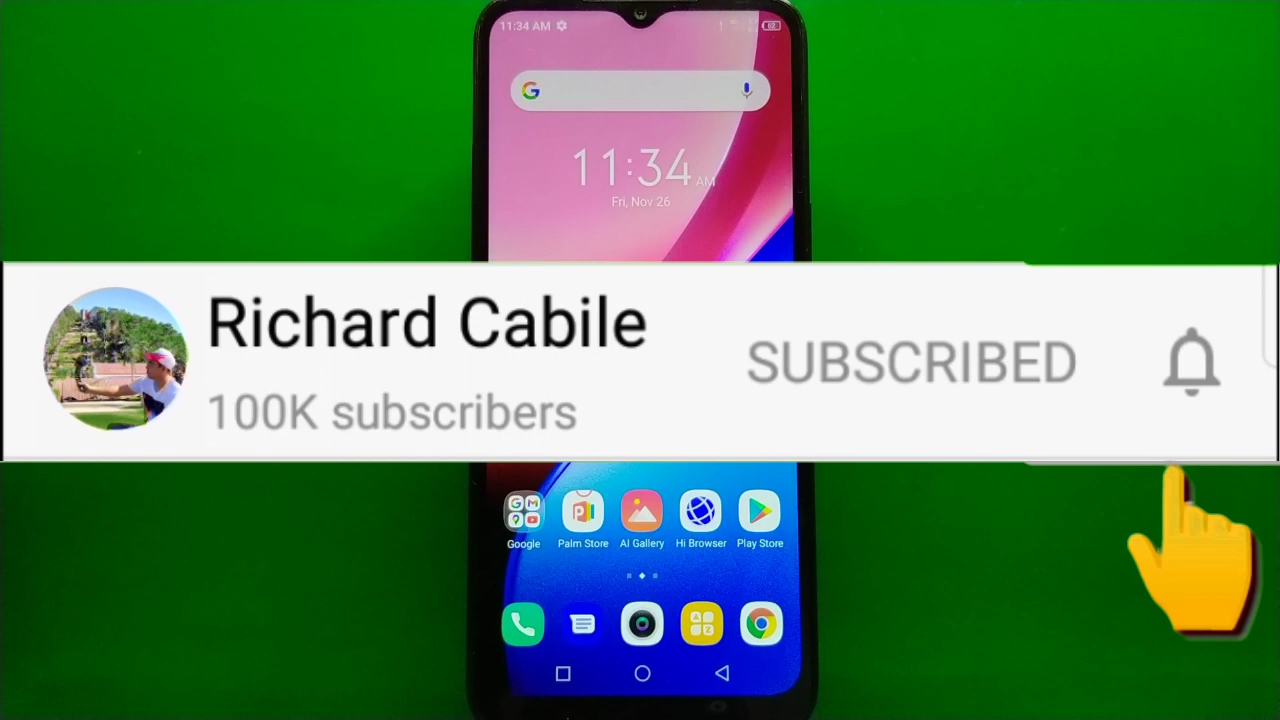 11:34 AM
11:34 AM
Fri, Nov 26
Richard Cabile
100K subscribers
SUBSCRIBED
Google
Palm Store
AI Gallery
Hi Browser
Play Store